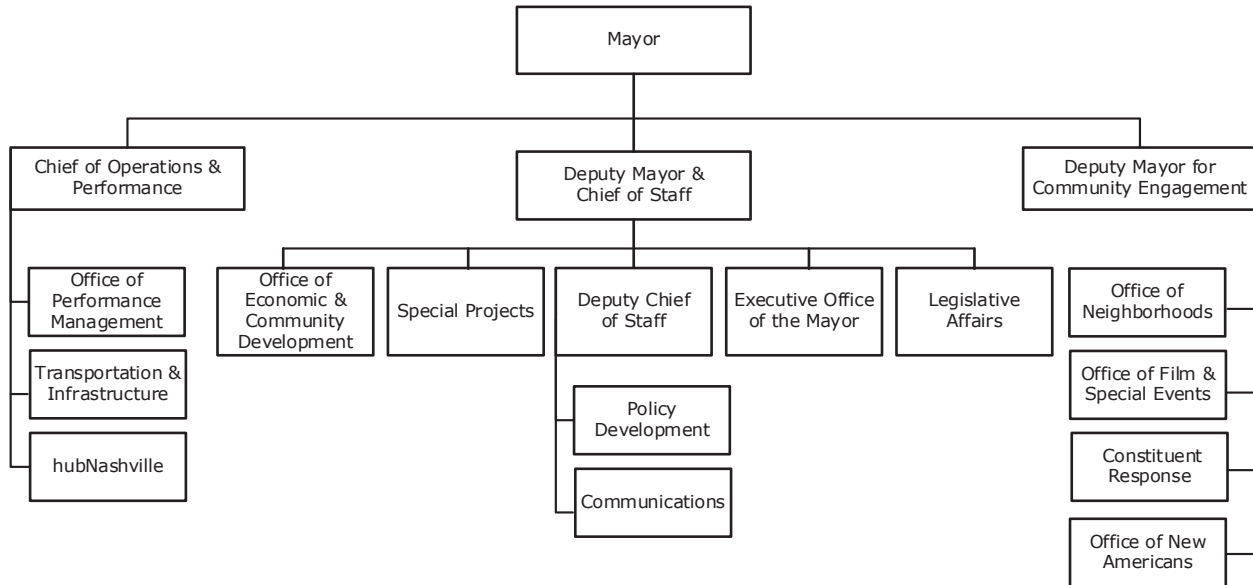 Mayor
Chief of Operations &
Performance
Deputy Mayor &
Chief of Staff
Deputy Mayor for
Community Engagement
Office of
Performance
Management
Transportation &
Infrastructure
hubNashville
Office of
Economic &
Community
Development
Special Projects
Deputy Chief
of Staff
Executive Office
of the Mayor
Legislative
Affairs
Policy
Development
Communications
Office of
Neighborhoods
Office of Film &
Special Events
Constituent
Response
Office of New
Americans